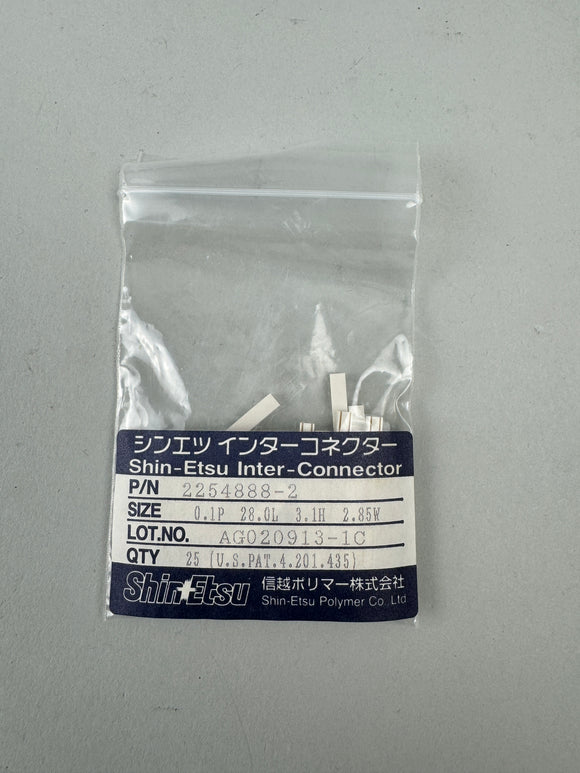 シンエツ インターコネクター
Shin-Etsu Inter-Connector
P/N 2254888-2
SIZE 0.1P 28.0L 3.1H 2.85W
LOT.NO. AG020913-1C
QTY 25 (U.S.PAT.4.201.435)
Shin-Etsu 信越ポリマー株式会社
Shin-Etsu Polymer Co. Ltd